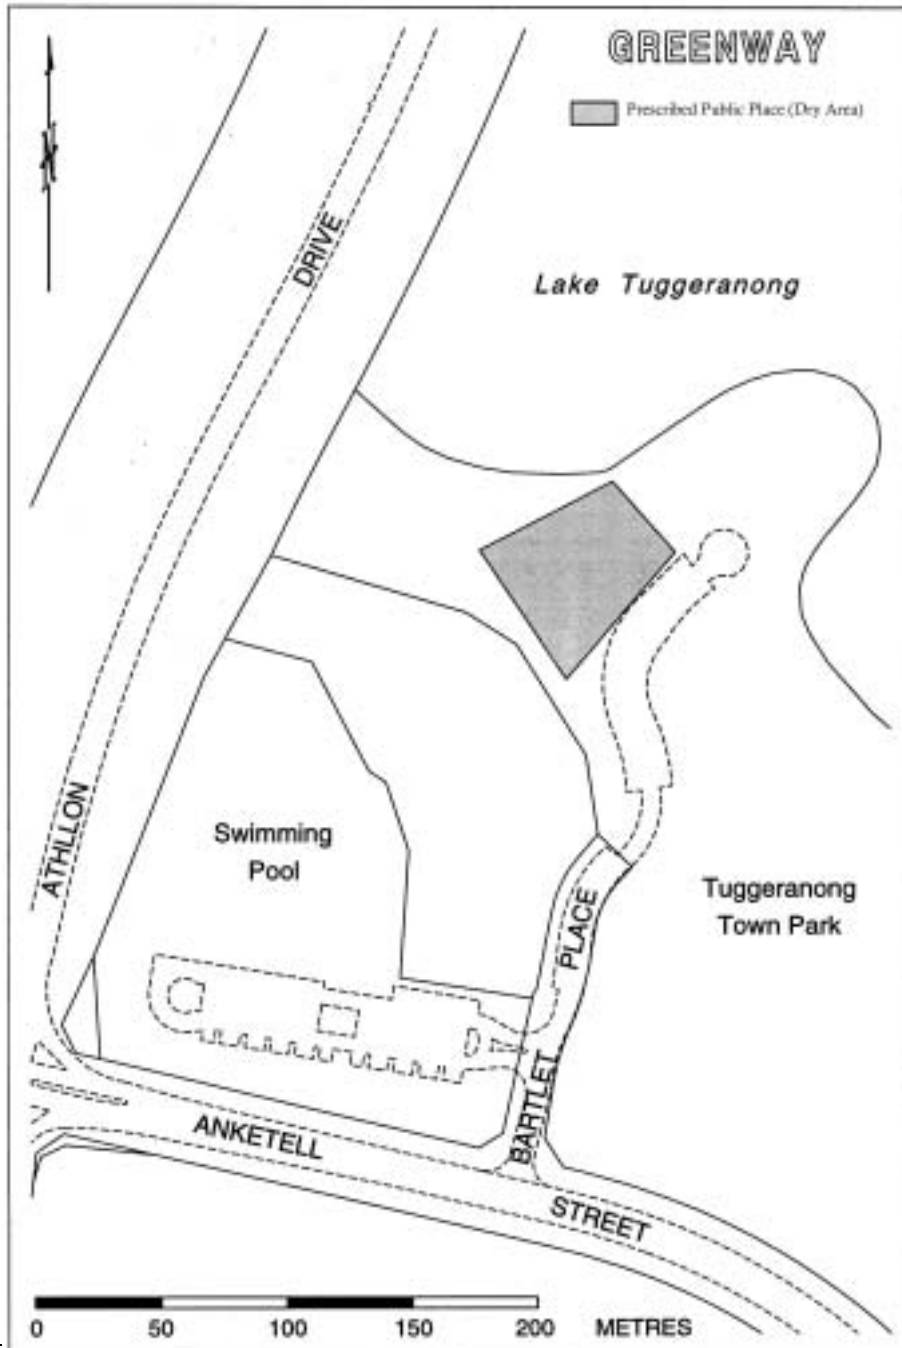 GREENWAY
Prescribed Public Place (Dry Area)
DRIVE
Lake Tuggeranong
ATHLLON
Swimming
Pool
PLACE
Tuggeranong
Town Park
BARTLET
ANKETELL
STREET
0 50 100 150 200 METRES